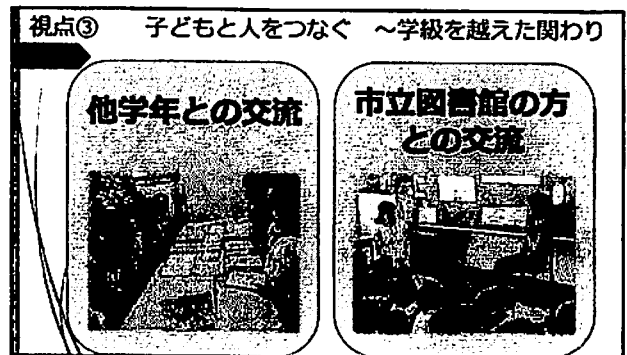 視点③ 子どもと人をつなぐ ～学級を越えた関わり
他学年との交流
市立図書館の方
との交流